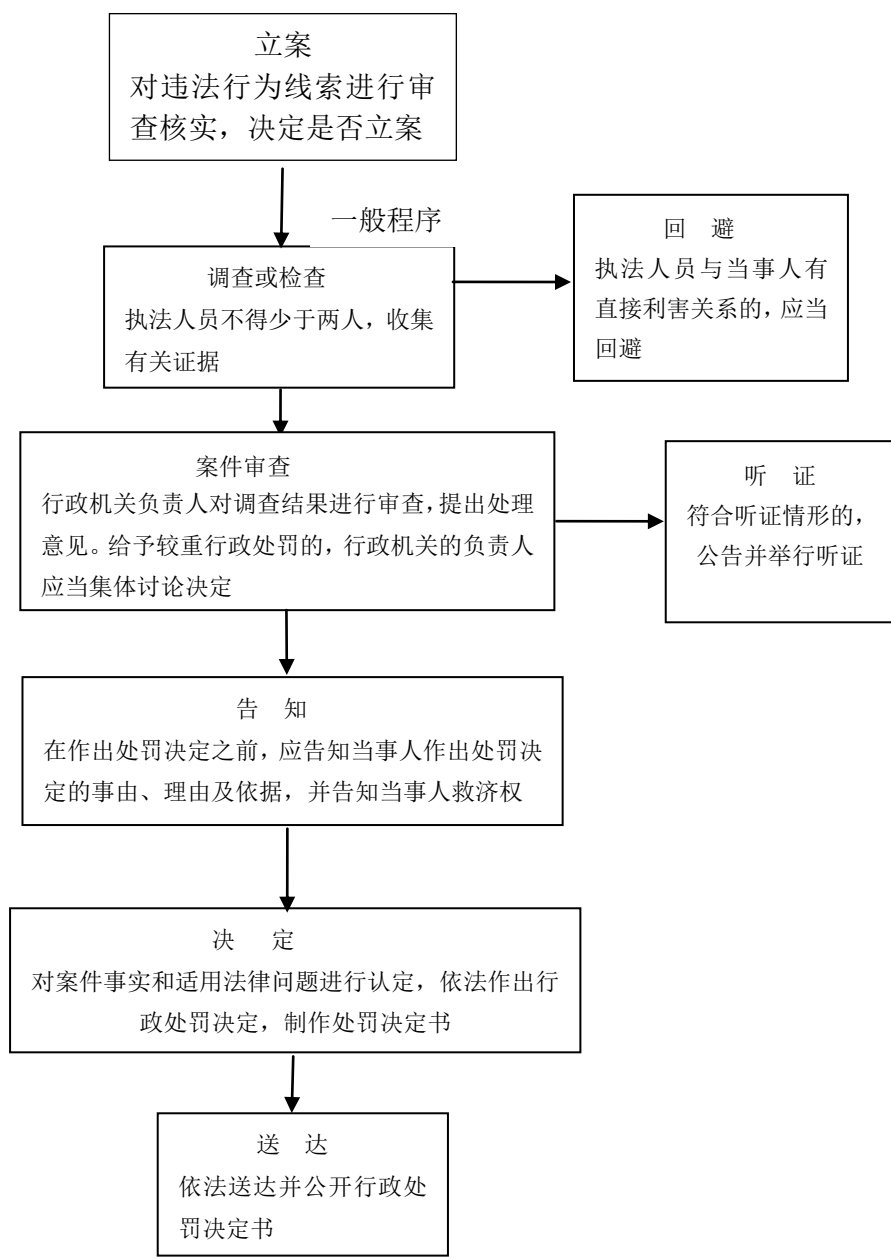 立案
对违法行为线索进行审
查核实，决定是否立案
一般程序
调查或检查
执法人员不得少于两人，收集
有关证据
回 避
执法人员与当事人有
直接利害关系的，应当
回避
案件审查
行政机关负责人对调查结果进行审查，提出处理
意见。给予较重行政处罚的，行政机关的负责人
应当集体讨论决定
听 证
符合听证情形的，
公告并举行听证
告 知
在作出处罚决定之前，应告知当事人作出处罚决
定的事由、理由及依据，并告知当事人救济权
决 定
对案件事实和适用法律问题进行认定，依法作出行
政处罚决定，制作处罚决定书
送 达
依法送达并公开行政处
罚决定书